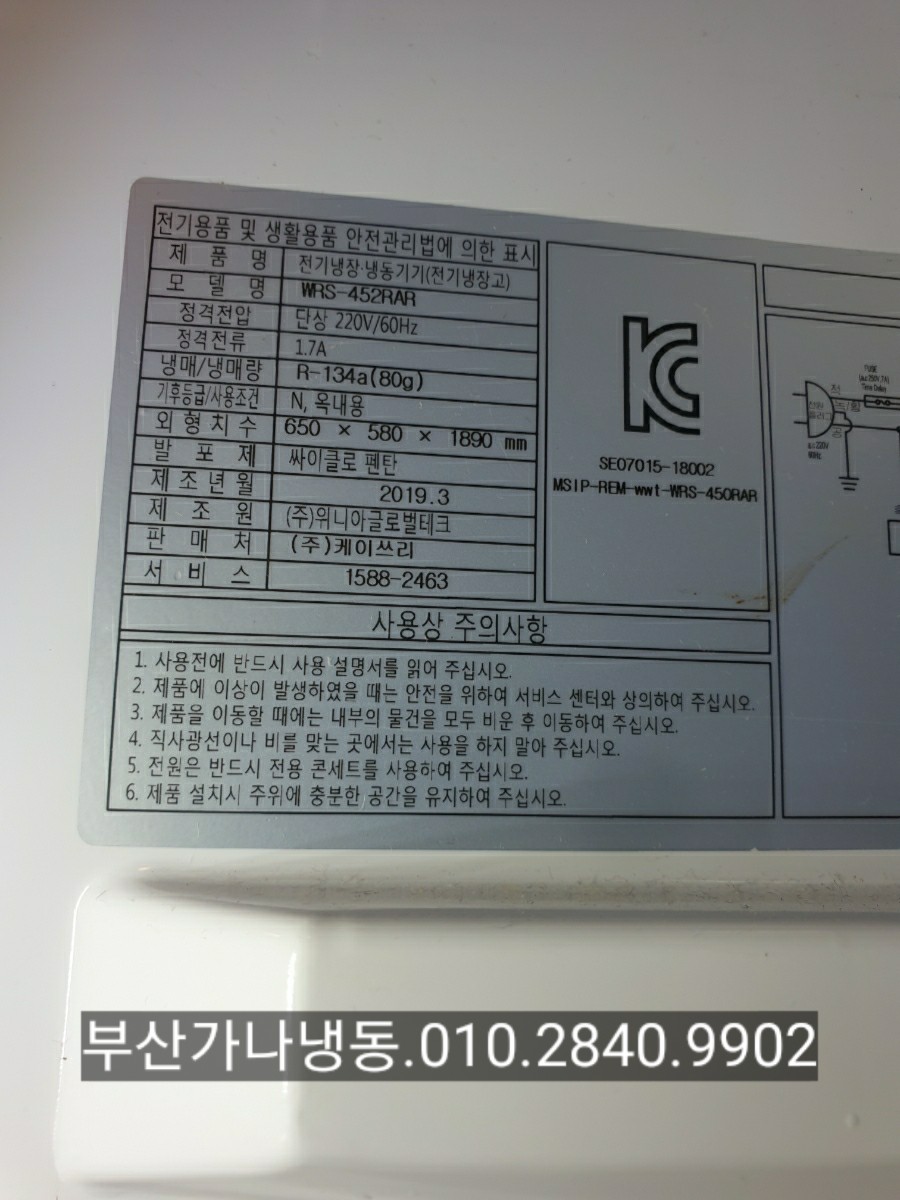 전기용품 및 생활용품 안전관리법에 의한 표시
제 품 명 전기냉장·냉동기기(전기냉장고)
모 델 명 WRS-452RAR
정격전압 단상 220V/60Hz
정격전류 1.7A
냉매/냉매량 R-134a(80g)
기후등급/사용조건 N, 옥내용
외 형 치 수 650 × 580 × 1890 mm
발 포 제 싸이클로 펜탄
제 조 년 월 2019.3
제 조 원 (주)위니아글로벌테크
판 매 처 (주)케이쓰리
서 비 스 1588-2463
SE07015-18002
MSIP-REM-wwt-WRS-450RAR
FUSE
Time Delay
사용상 주의사항
1. 사용전에 반드시 사용 설명서를 읽어 주십시오.
2. 제품에 이상이 발생하였을 때는 안전을 위하여 서비스 센터와 상의하여 주십시오.
3. 제품을 이동할 때에는 내부의 물건을 모두 비운 후 이동하여 주십시오.
4. 직사광선이나 비를 맞는 곳에서는 사용을 하지 말아 주십시오.
5. 전원은 반드시 전용 콘세트를 사용하여 주십시오.
6. 제품 설치시 주위에 충분한 공간을 유지하여 주십시오.
부산가나냉동.010.2840.9902